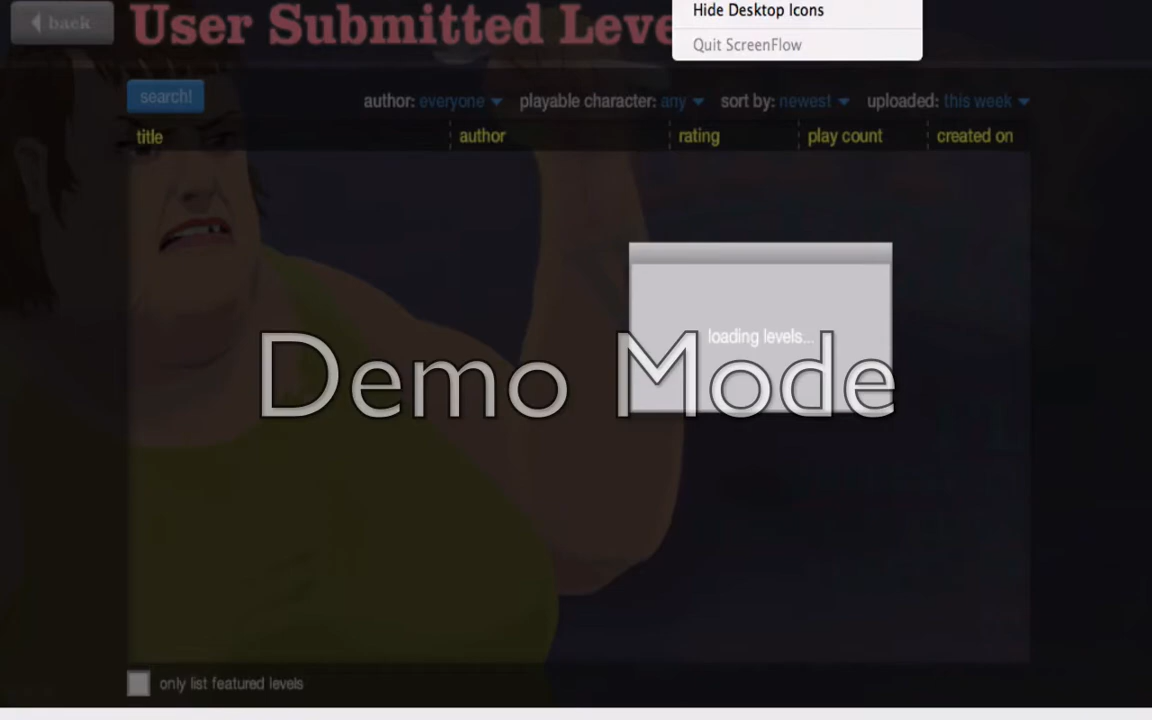 Hide Desktop Icons
Quit ScreenFlow
back
User Submitted Leve
search!
author: everyone playable character: any sort by: newest uploaded: this week
title author rating play count created on
loading levels...
Demo Mode
only list featured levels